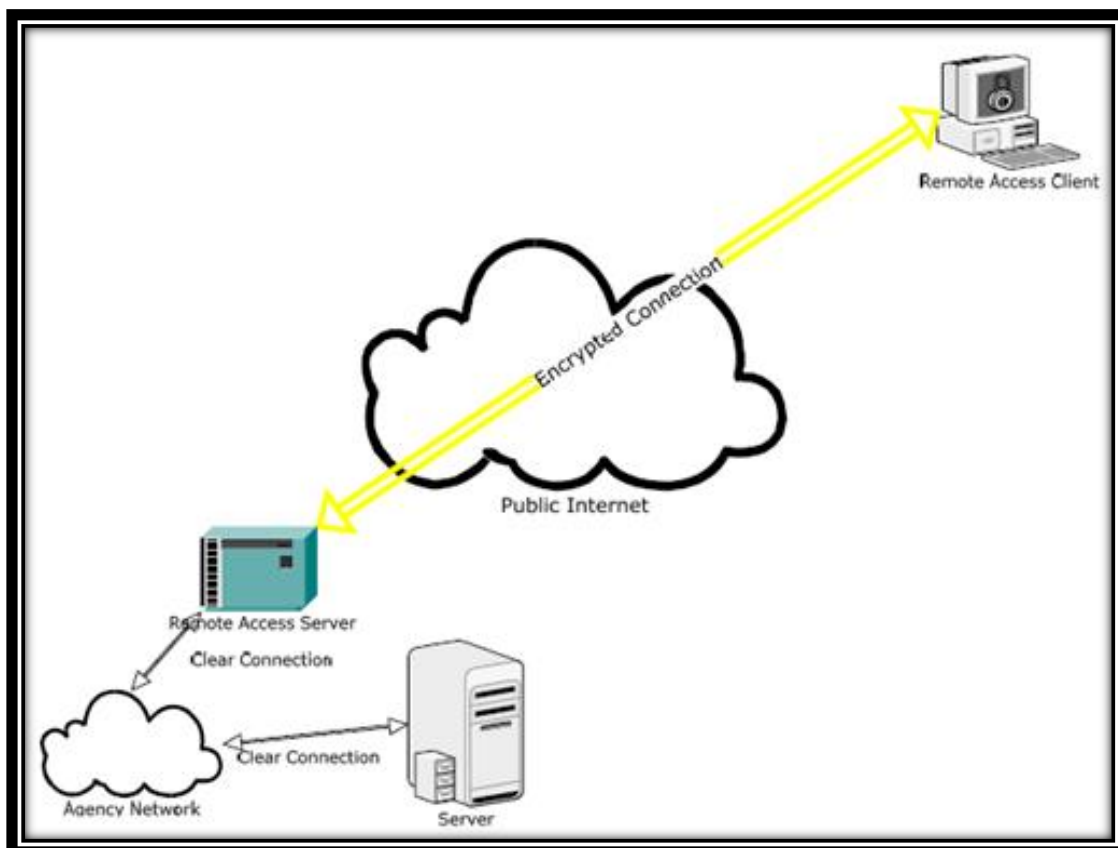 Remote Access Client
Encrypted Connection
Public Internet
Remote Access Server
Clear Connection
Clear Connection
Agency Network
Server